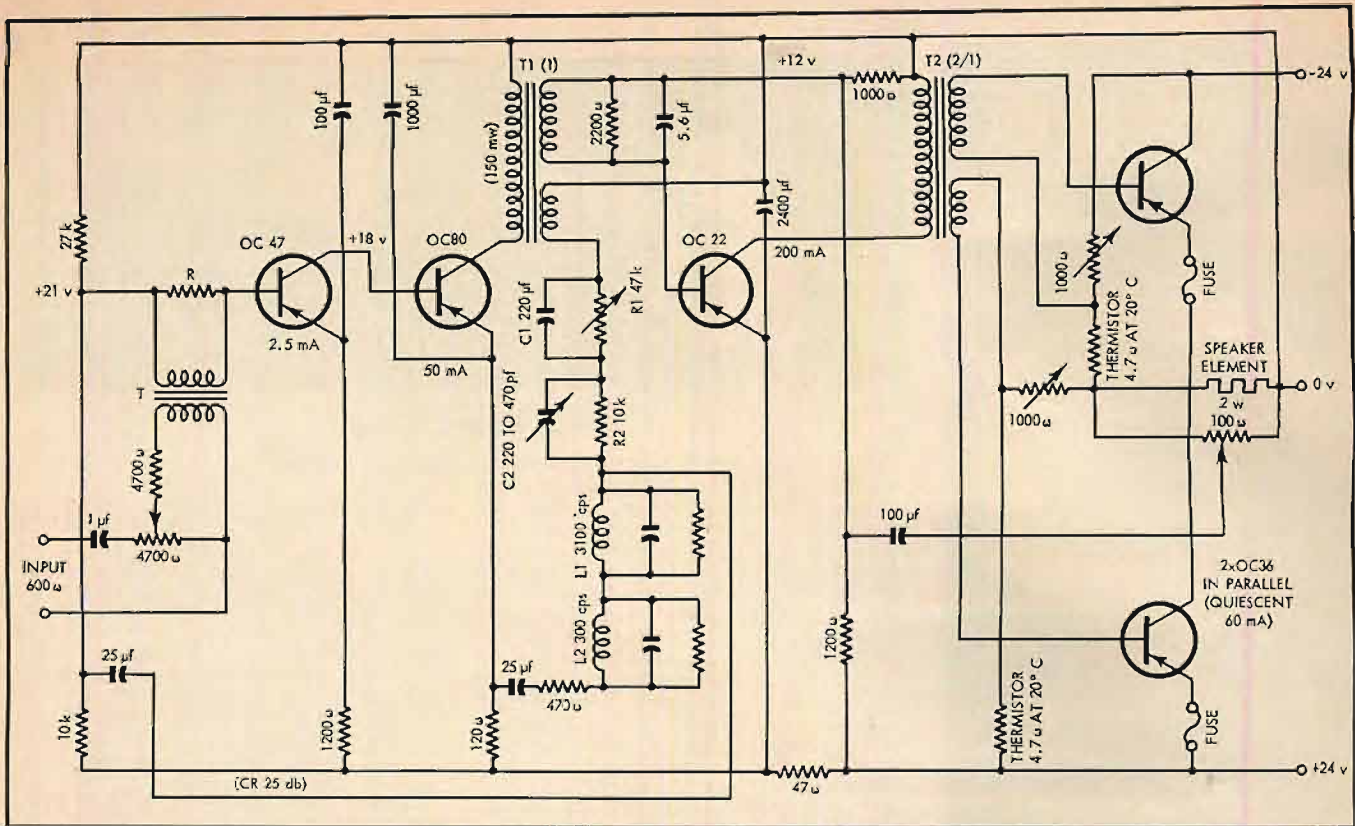 100 µf
1000 µf
T1 (1)
(150 mw)
2200 ω
5.6 µf
+12 v
1000 ω
T2 (2/1)
-24 v
27 k
OC 47
+18 v
OC80
2400 µf
OC 22
200 mA
+21 v
R
2.5 mA
50 mA
C1 220 µf
R1 47 k
1000 ω
THERMISTOR
4.7 ω AT 20° C
FUSE
SPEAKER
ELEMENT
0 v
2 w
100 ω
1000 ω
T
4700 ω
C2 220 TO 470 pf
R2 10 k
1 µf
4700 ω
INPUT
600 ω
L1 3100 cps
100 µf
2xOC36
IN PARALLEL
(QUIESCENT
60 mA)
L2 300 cps
25 µf
25 µf
470 ω
1200 ω
10 k
1200 ω
120 ω
THERMISTOR
4.7 ω AT 20° C
FUSE
(CR 25 db)
47 ω
+24 v